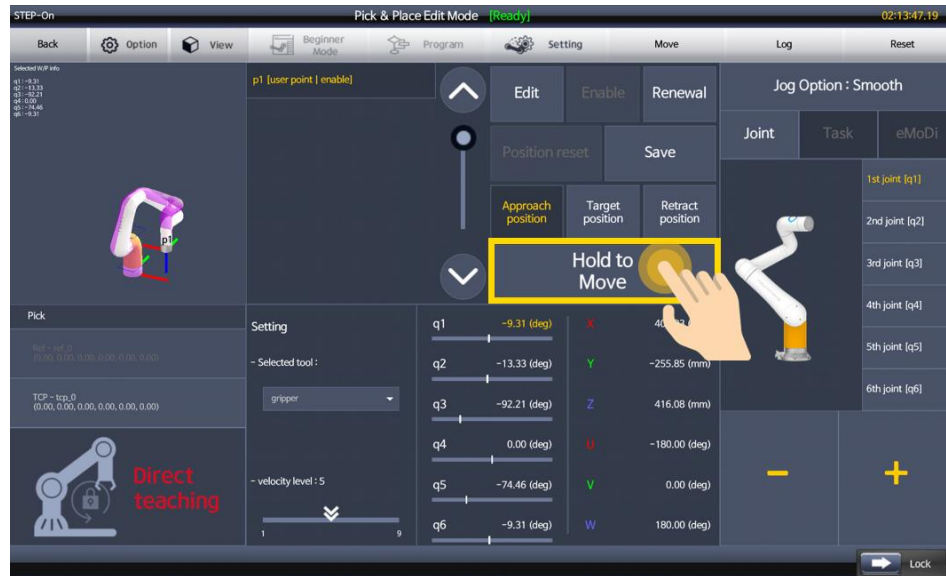 STEP-On
Pick & Place Edit Mode [Ready]
02:13:47.19
Back
Option
View
Beginner
Mode
Program
Setting
Move
Log
Reset
Selected W/P info
q1 : -9.31
q2 : -13.33
q3 : -92.21
q4 : 0.00
q5 : -74.46
q6 : -9.31
p1
p1 [user point | enable]
Edit
Enable
Renewal
Position reset
Save
Approach
position
Target
position
Retract
position
Hold to
Move
Jog Option : Smooth
Joint
Task
eMoDi
1st joint [q1]
2nd joint [q2]
3rd joint [q3]
4th joint [q4]
5th joint [q5]
6th joint [q6]
Pick
Ref - ref_0
(0.00, 0.00, 0.00, 0.00, 0.00, 0.00)
TCP - tcp_0
(0.00, 0.00, 0.00, 0.00, 0.00, 0.00)
Direct
teaching
Setting
- Selected tool :
gripper
- velocity level : 5
1
9
q1 -9.31 (deg)
q2 -13.33 (deg)
q3 -92.21 (deg)
q4 0.00 (deg)
q5 -74.46 (deg)
q6 -9.31 (deg)
X
Y -255.85 (mm)
Z 416.08 (mm)
U -180.00 (deg)
V 0.00 (deg)
W 180.00 (deg)
-
+
Lock